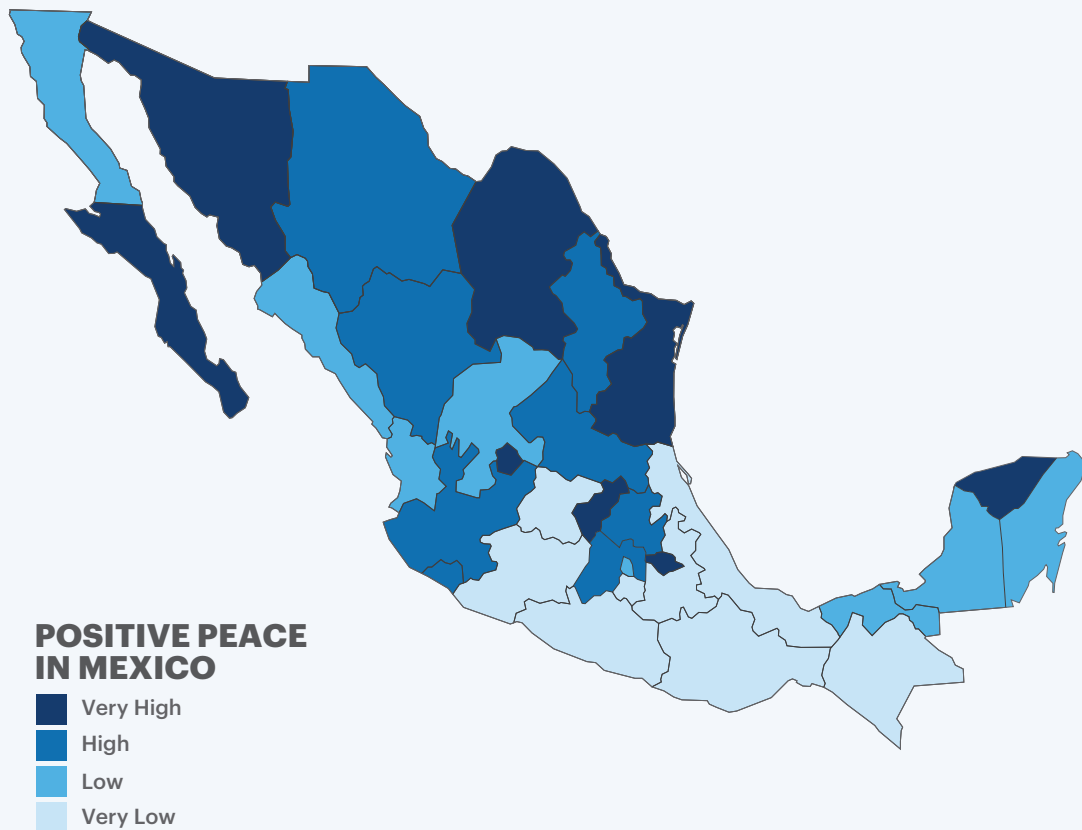 POSITIVE PEACE
IN MEXICO
Very High
High
Low
Very Low